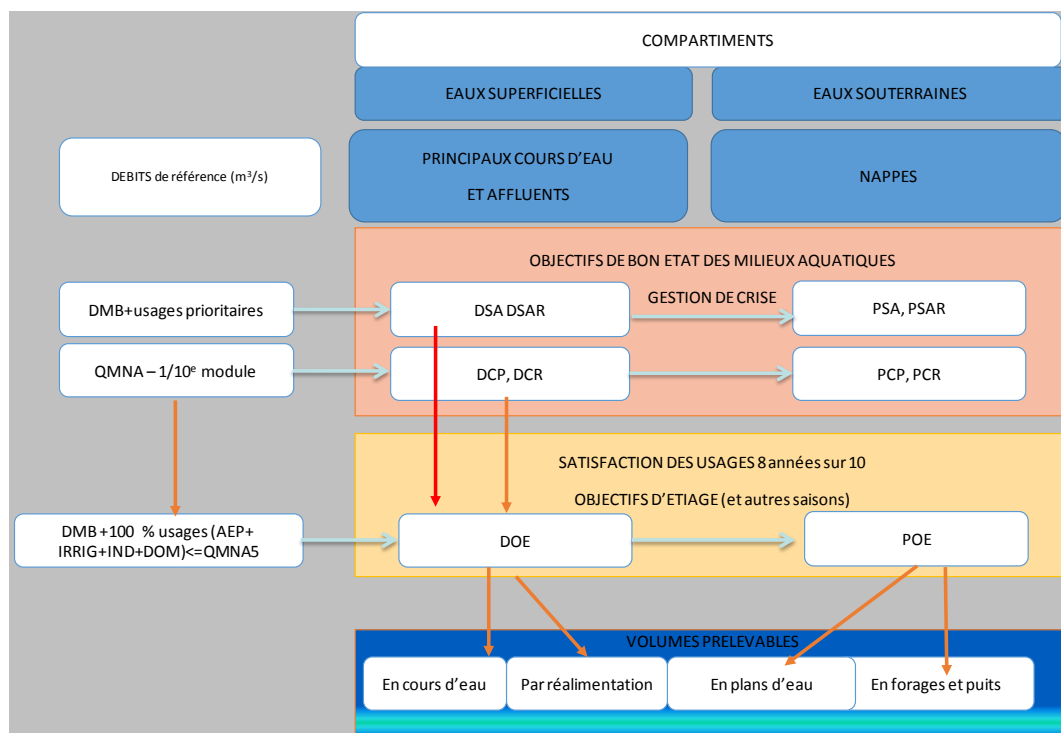 COMPARTIMENTS
EAUX SUPERFICIELLES
EAUX SOUTERRAINES
DEBITS de référence (m³/s)
PRINCIPAUX COURS D'EAU
ET AFFLUENTS
NAPPES
OBJECTIFS DE BON ETAT DES MILIEUX AQUATIQUES
GESTION DE CRISE
DMB+usages prioritaires
DSA DSAR
PSA, PSAR
QMNA – 1/10e module
DCP, DCR
PCP, PCR
SATISFACTION DES USAGES 8 années sur 10
OBJECTIFS D'ETIAGE (et autres saisons)
DMB +100 % usages (AEP+
IRRIG+IND+DOM)<=QMNA5
DOE
POE
VOLUMES PRELEVABLES
En cours d'eau
Par réalimentation
En plans d'eau
En forages et puits